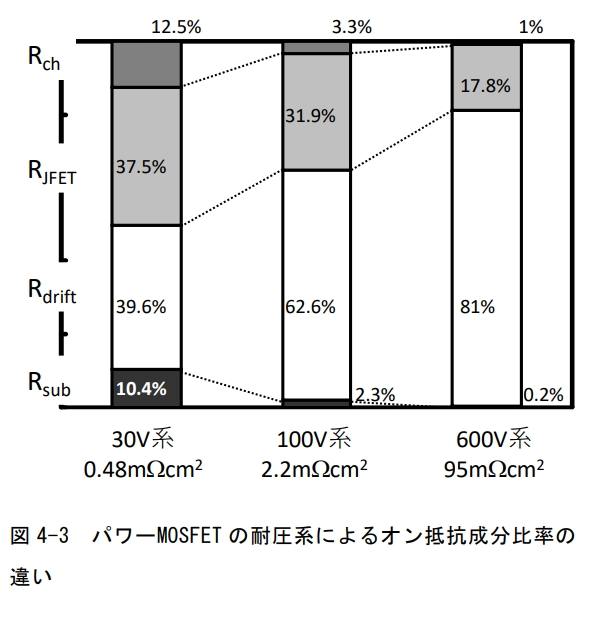 12.5% 3.3% 1%
Rch
17.8%
31.9%
37.5%
RJFET
Rdrift
39.6% 62.6% 81%
Rsub
10.4% 2.3% 0.2%
30V系 100V系 600V系
0.48mΩcm² 2.2mΩcm² 95mΩcm²
図 4-3 パワーMOSFET の耐圧系によるオン抵抗成分比率の
違い